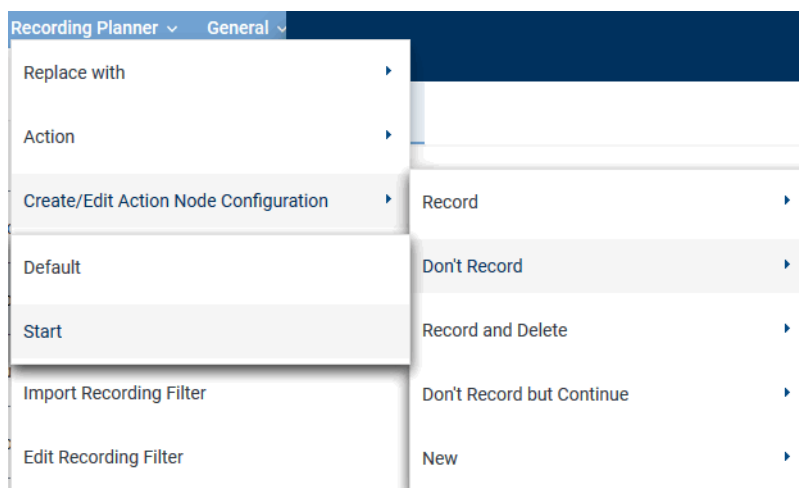 Recording Planner
General
Replace with
Action
Create/Edit Action Node Configuration
Record
Default
Don't Record
Start
Record and Delete
Import Recording Filter
Don't Record but Continue
Edit Recording Filter
New